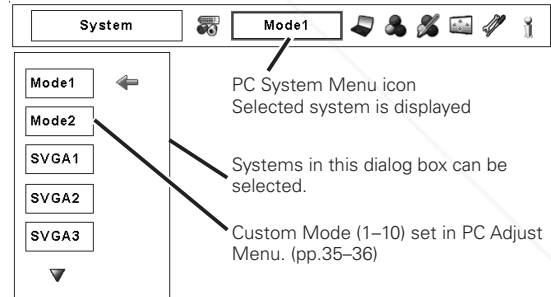 System
Mode1
PC System Menu icon
Selected system is displayed
Mode1
Mode2
SVGA1
SVGA2
SVGA3
Systems in this dialog box can be
selected.
Custom Mode (1–10) set in PC Adjust
Menu. (pp.35–36)